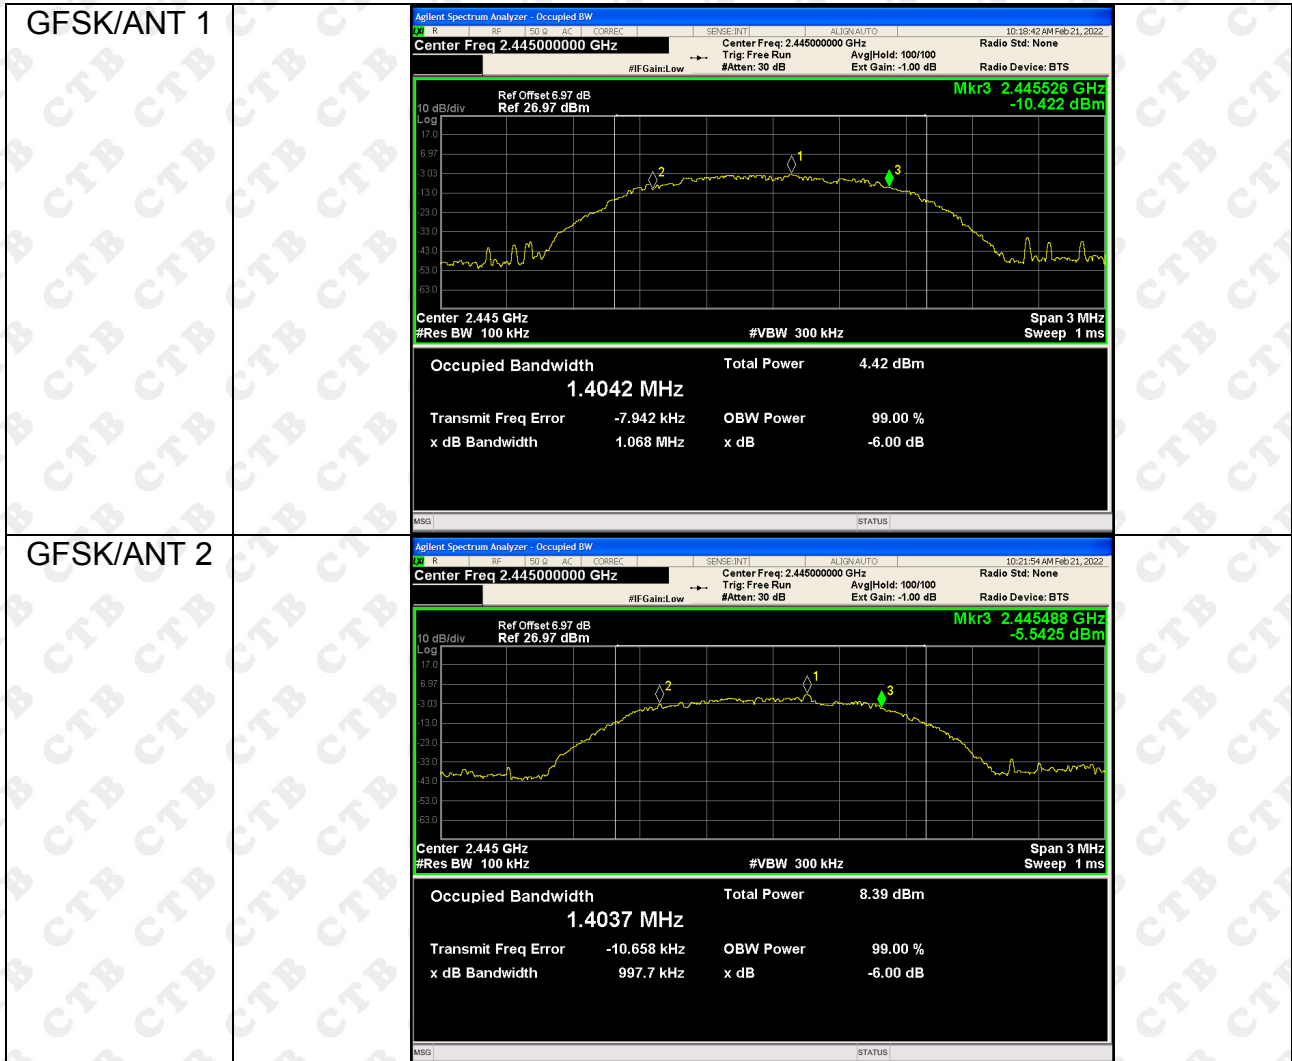 GFSK/ANT 1
Agilent Spectrum Analyzer - Occupied BW
LXI R RF 50 Ω AC CORREC SENSE:INT ALIGN AUTO 10:18:42 AM Feb 21, 2022
Center Freq 2.445000000 GHz Center Freq: 2.445000000 GHz Radio Std: None
Trig: Free Run Avg|Hold: 100/100
#IFGain:Low #Atten: 30 dB Ext Gain: -1.00 dB Radio Device: BTS
Mkr3 2.445526 GHz
-10.422 dBm
Ref Offset 6.97 dB
10 dB/div Ref 26.97 dBm
Log
17.0
6.97
-3.03
-13.0
-23.0
-33.0
-43.0
-53.0
-63.0
2
1
3
Center 2.445 GHz Span 3 MHz
#Res BW 100 kHz #VBW 300 kHz Sweep 1 ms
Occupied Bandwidth Total Power 4.42 dBm
1.4042 MHz
Transmit Freq Error -7.942 kHz OBW Power 99.00 %
x dB Bandwidth 1.068 MHz x dB -6.00 dB
MSG STATUS
GFSK/ANT 2
Agilent Spectrum Analyzer - Occupied BW
LXI R RF 50 Ω AC CORREC SENSE:INT ALIGN AUTO 10:21:54 AM Feb 21, 2022
Center Freq 2.445000000 GHz Center Freq: 2.445000000 GHz Radio Std: None
Trig: Free Run Avg|Hold: 100/100
#IFGain:Low #Atten: 30 dB Ext Gain: -1.00 dB Radio Device: BTS
Mkr3 2.445488 GHz
-5.5425 dBm
Ref Offset 6.97 dB
10 dB/div Ref 26.97 dBm
Log
17.0
6.97
-3.03
-13.0
-23.0
-33.0
-43.0
-53.0
-63.0
2
1
3
Center 2.445 GHz Span 3 MHz
#Res BW 100 kHz #VBW 300 kHz Sweep 1 ms
Occupied Bandwidth Total Power 8.39 dBm
1.4037 MHz
Transmit Freq Error -10.658 kHz OBW Power 99.00 %
x dB Bandwidth 997.7 kHz x dB -6.00 dB
MSG STATUS
CTB